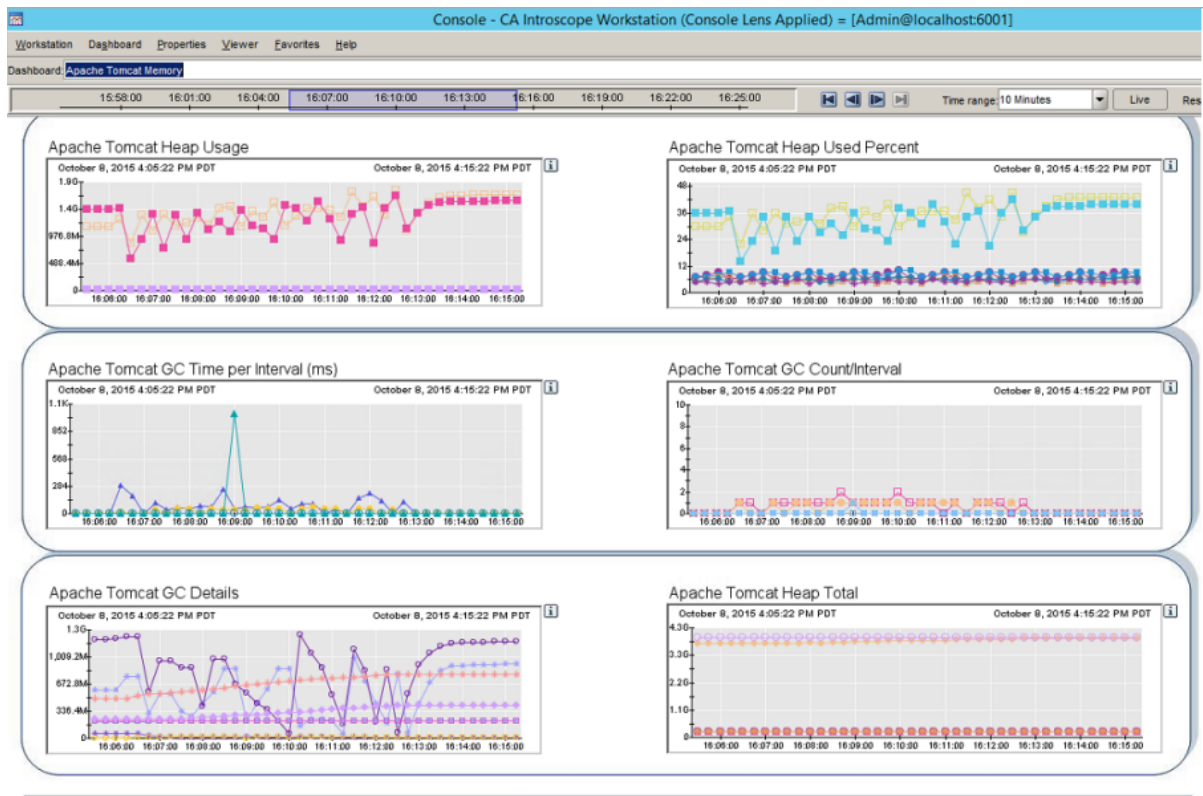 Console - CA Introscope Workstation (Console Lens Applied) = [Admin@localhost:6001]
Workstation Dashboard Properties Viewer Favorites Help
Dashboard: Apache Tomcat Memory
15:58:00 16:01:00 16:04:00 16:07:00 16:10:00 16:13:00 16:16:00 16:19:00 16:22:00 16:25:00 Time range: 10 Minutes Live Res
Apache Tomcat Heap Usage
October 8, 2015 4:05:22 PM PDT October 8, 2015 4:15:22 PM PDT
1.9G
1.4G
976.8M
488.4M
0
16:06:00 16:07:00 16:08:00 16:09:00 16:10:00 16:11:00 16:12:00 16:13:00 16:14:00 16:15:00
Apache Tomcat Heap Used Percent
October 8, 2015 4:05:22 PM PDT October 8, 2015 4:15:22 PM PDT
48
36
24
12
0
16:06:00 16:07:00 16:08:00 16:09:00 16:10:00 16:11:00 16:12:00 16:13:00 16:14:00 16:15:00
Apache Tomcat GC Time per Interval (ms)
October 8, 2015 4:05:22 PM PDT October 8, 2015 4:15:22 PM PDT
1.1K
852
568
284
0
16:06:00 16:07:00 16:08:00 16:09:00 16:10:00 16:11:00 16:12:00 16:13:00 16:14:00 16:15:00
Apache Tomcat GC Count/Interval
October 8, 2015 4:05:22 PM PDT October 8, 2015 4:15:22 PM PDT
10
8
6
4
2
0
16:06:00 16:07:00 16:08:00 16:09:00 16:10:00 16:11:00 16:12:00 16:13:00 16:14:00 16:15:00
Apache Tomcat GC Details
October 8, 2015 4:05:22 PM PDT October 8, 2015 4:15:22 PM PDT
1.3G
1,009.2M
672.8M
336.4M
0
16:06:00 16:07:00 16:08:00 16:09:00 16:10:00 16:11:00 16:12:00 16:13:00 16:14:00 16:15:00
Apache Tomcat Heap Total
October 8, 2015 4:05:22 PM PDT October 8, 2015 4:15:22 PM PDT
4.3G
3.3G
2.2G
1.1G
0
16:06:00 16:07:00 16:08:00 16:09:00 16:10:00 16:11:00 16:12:00 16:13:00 16:14:00 16:15:00